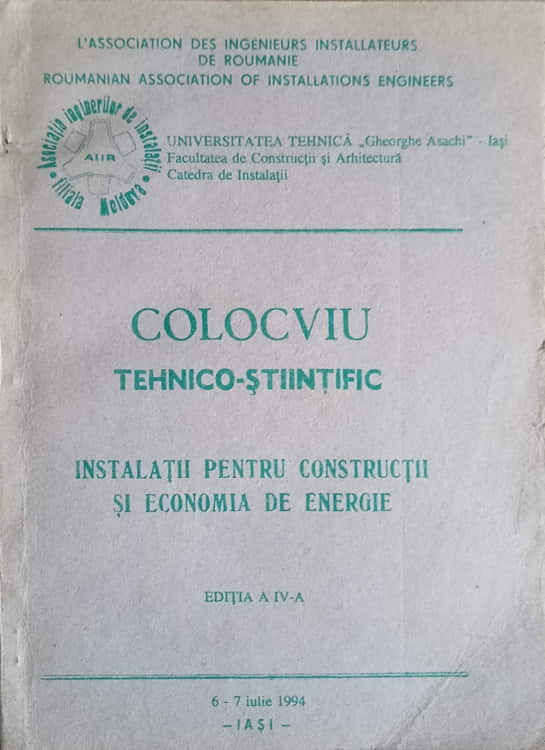 L'ASSOCIATION DES INGENIEURS INSTALLATEURS
DE ROUMANIE
ROUMANIAN ASSOCIATION OF INSTALLATIONS ENGINEERS
Asociația inginerilor de instalații
AIIR
filiala Moldova
UNIVERSITATEA TEHNICĂ „Gheorghe Asachi" - Iași
Facultatea de Construcții și Arhitectură
Catedra de Instalații
COLOCVIU
TEHNICO-ȘTIINȚIFIC
INSTALAȚII PENTRU CONSTRUCȚII
ȘI ECONOMIA DE ENERGIE
EDIȚIA A IV-A
6 - 7 iulie 1994
- IAȘI -